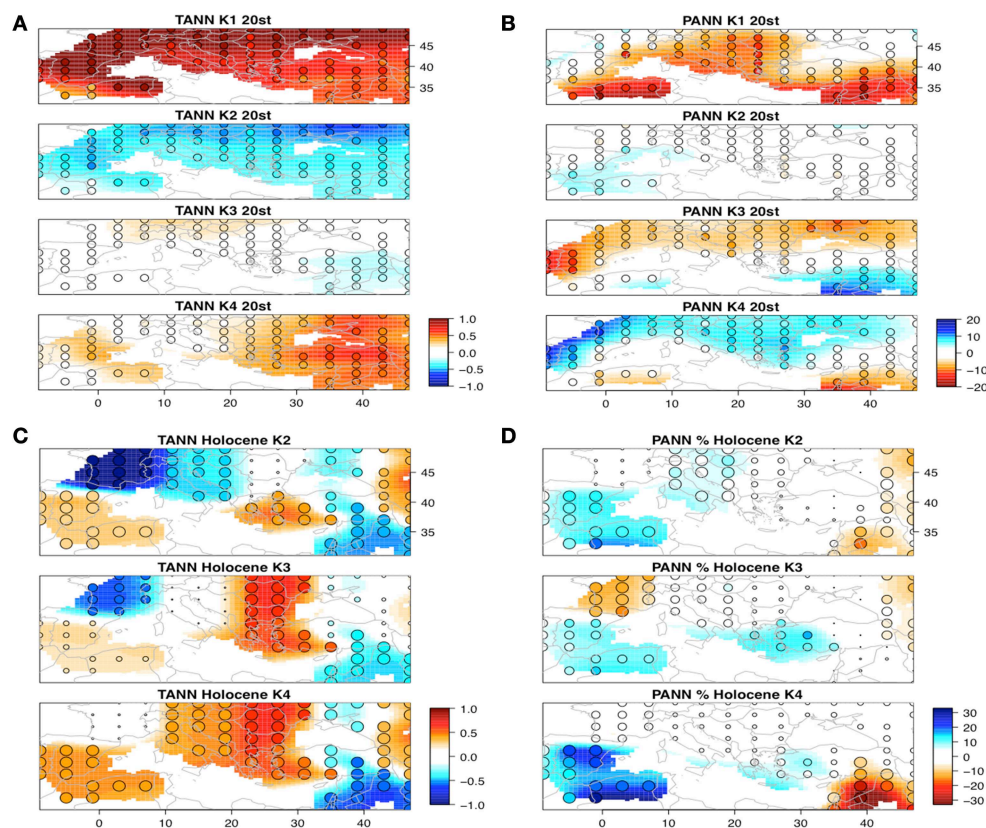 A
TANN K1 20st
45
40
35
TANN K2 20st
TANN K3 20st
TANN K4 20st
1.0
0.5
0.0
−0.5
−1.0
0 10 20 30 40
B
PANN K1 20st
45
40
35
PANN K2 20st
PANN K3 20st
PANN K4 20st
20
10
0
−10
−20
0 10 20 30 40
C
TANN Holocene K2
45
40
35
TANN Holocene K3
TANN Holocene K4
1.0
0.5
0.0
−0.5
−1.0
0 10 20 30 40
D
PANN % Holocene K2
45
40
35
PANN % Holocene K3
PANN % Holocene K4
30
20
10
0
−10
−20
−30
0 10 20 30 40